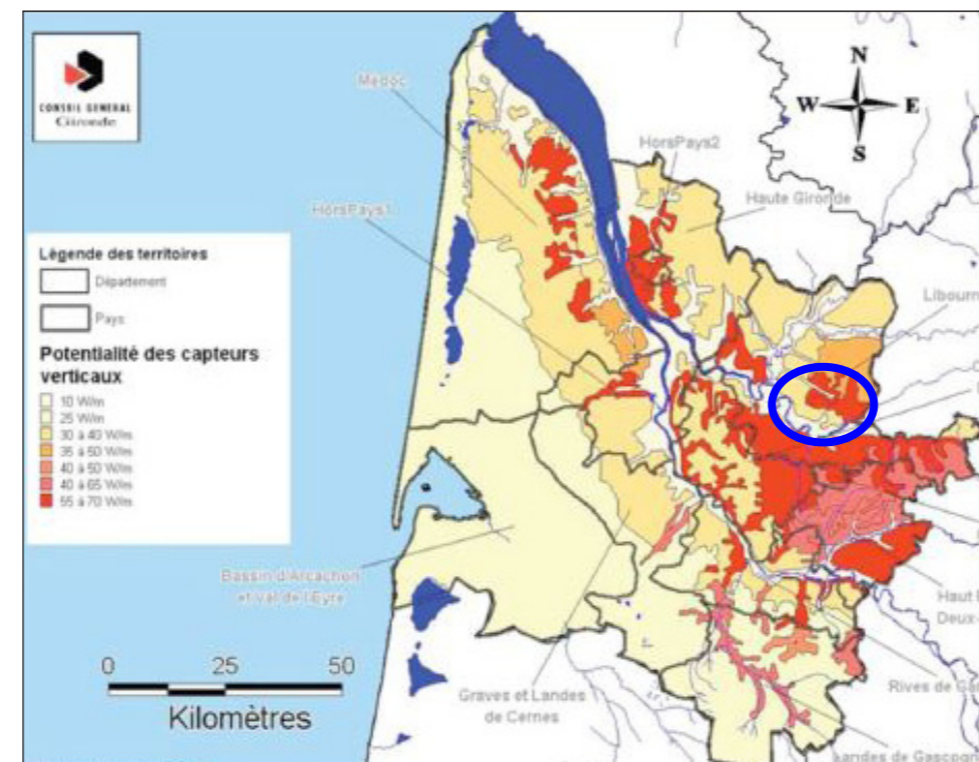 CONSEIL GENERAL
Gironde
N
W E
S
Médoc
HorsPays2
Haute Gironde
HorsPays1
Libourn
Légende des territoires
Département
Pays
Potentialité des capteurs
verticaux
10 W/m
25 W/m
30 à 40 W/m
35 à 50 W/m
40 à 50 W/m
40 à 65 W/m
55 à 70 W/m
Bassin d'Arcachon
et val de l'Eyre
Haut
Deux
0 25 50
Kilomètres
Graves et Landes
de Cernes
Rives de Ga
Landes de Gascogn